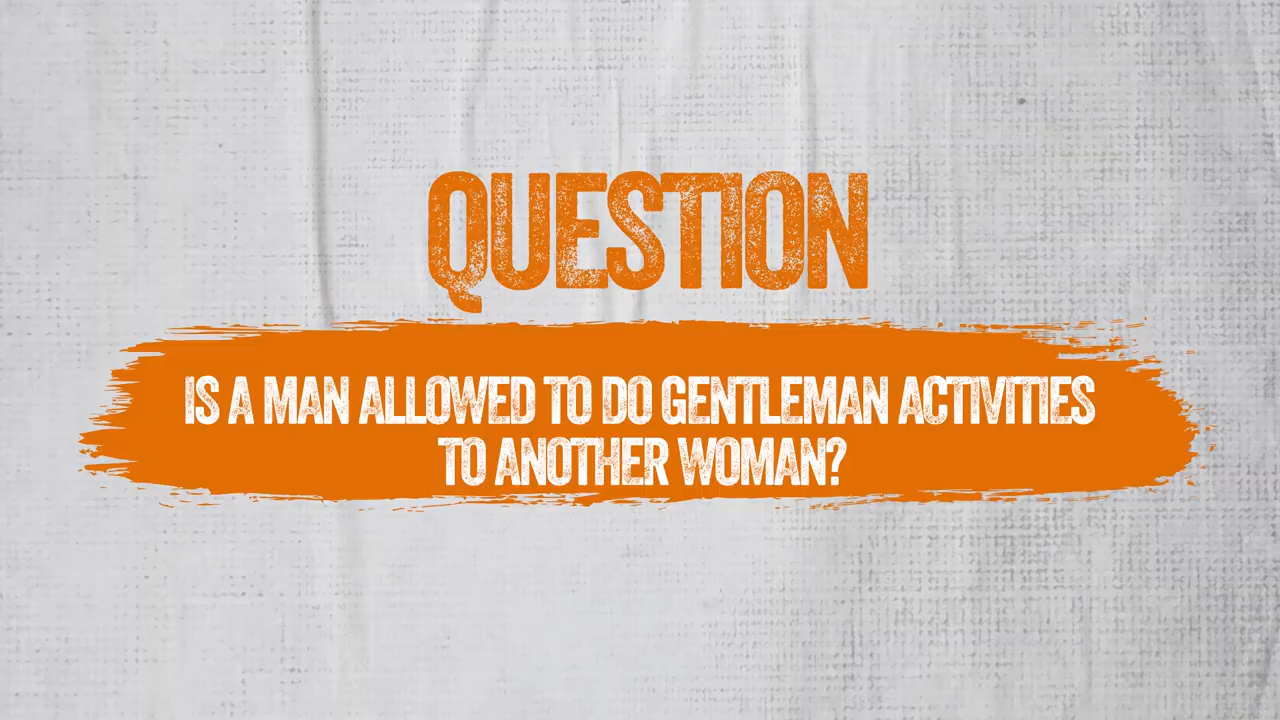 QUESTION
IS A MAN ALLOWED TO DO GENTLEMAN ACTIVITIES
TO ANOTHER WOMAN?